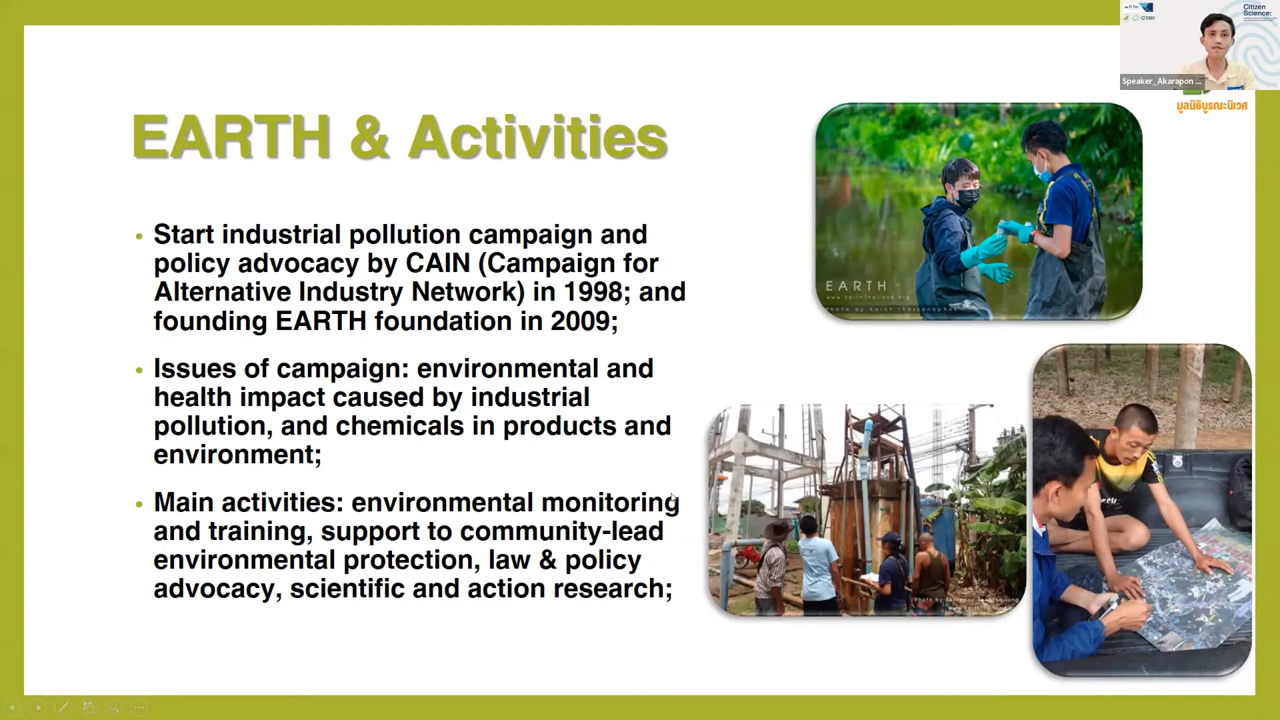 Citizen
Science:
Speaker_Akarapon ...
มูลนิธิบูรณะนิเวศ
EARTH & Activities
• Start industrial pollution campaign and
policy advocacy by CAIN (Campaign for
Alternative Industry Network) in 1998; and
founding EARTH foundation in 2009;
• Issues of campaign: environmental and
health impact caused by industrial
pollution, and chemicals in products and
environment;
• Main activities: environmental monitoring
and training, support to community-lead
environmental protection, law & policy
advocacy, scientific and action research;
EARTH
www.EarthThailand.org
Photo by
Photo by